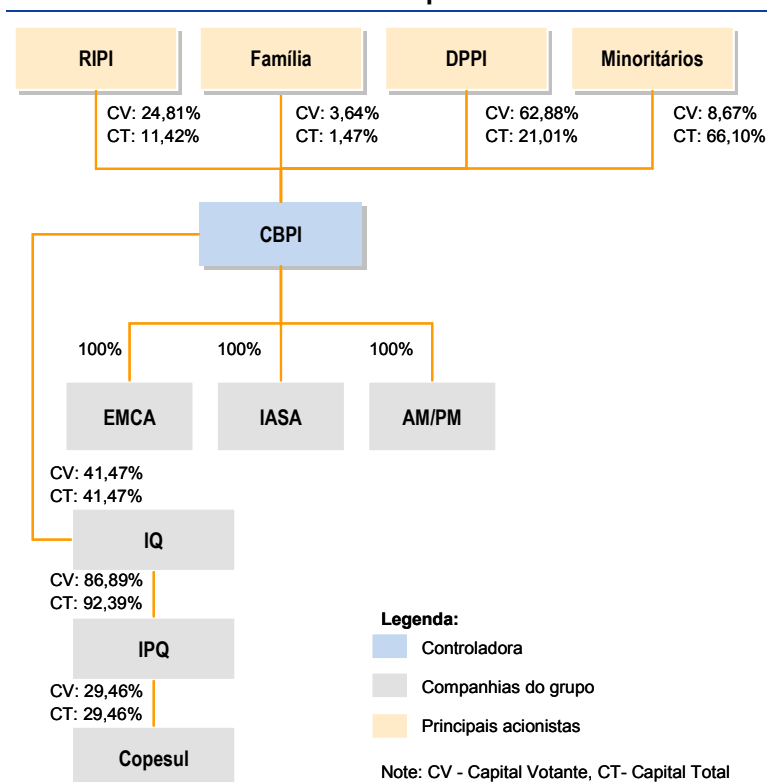 RIPI
Família
DPPI
Minoritários
CV: 24,81%
CT: 11,42%
CV: 3,64%
CT: 1,47%
CV: 62,88%
CT: 21,01%
CV: 8,67%
CT: 66,10%
CBPI
100%
100%
100%
EMCA
IASA
AM/PM
CV: 41,47%
CT: 41,47%
IQ
CV: 86,89%
CT: 92,39%
IPQ
CV: 29,46%
CT: 29,46%
Copesul
Legenda:
Controladora
Companhias do grupo
Principais acionistas
Note: CV - Capital Votante, CT- Capital Total